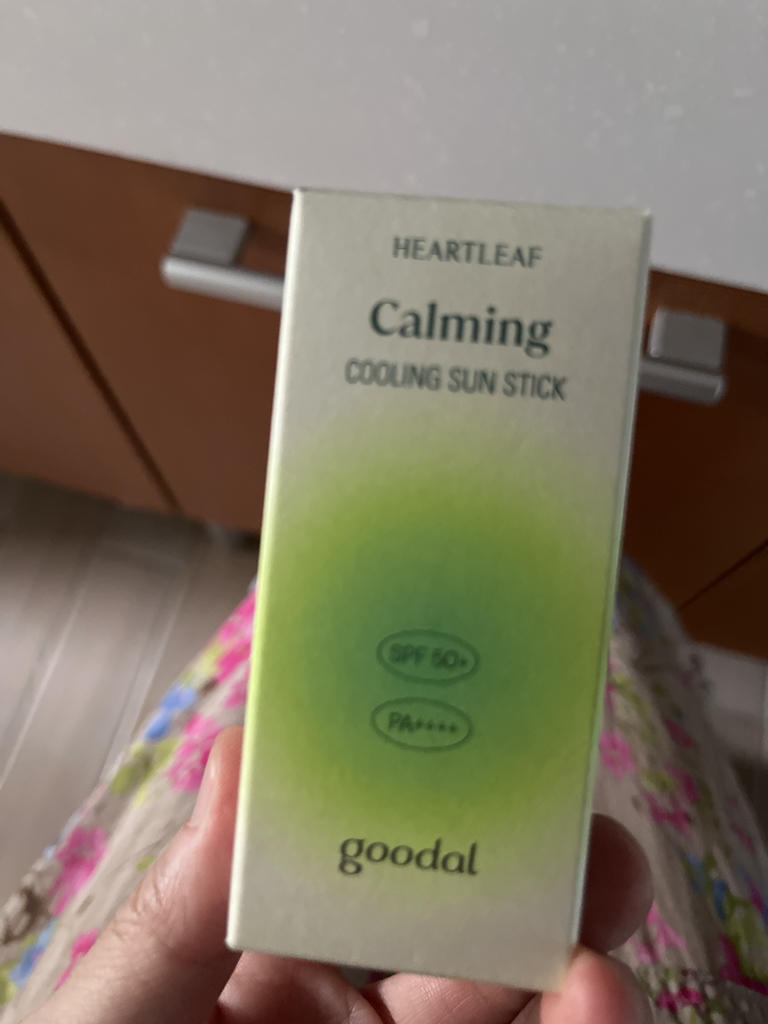 HEARTLEAF
Calming
COOLING SUN STICK
SPF 50+
PA++++
goodal